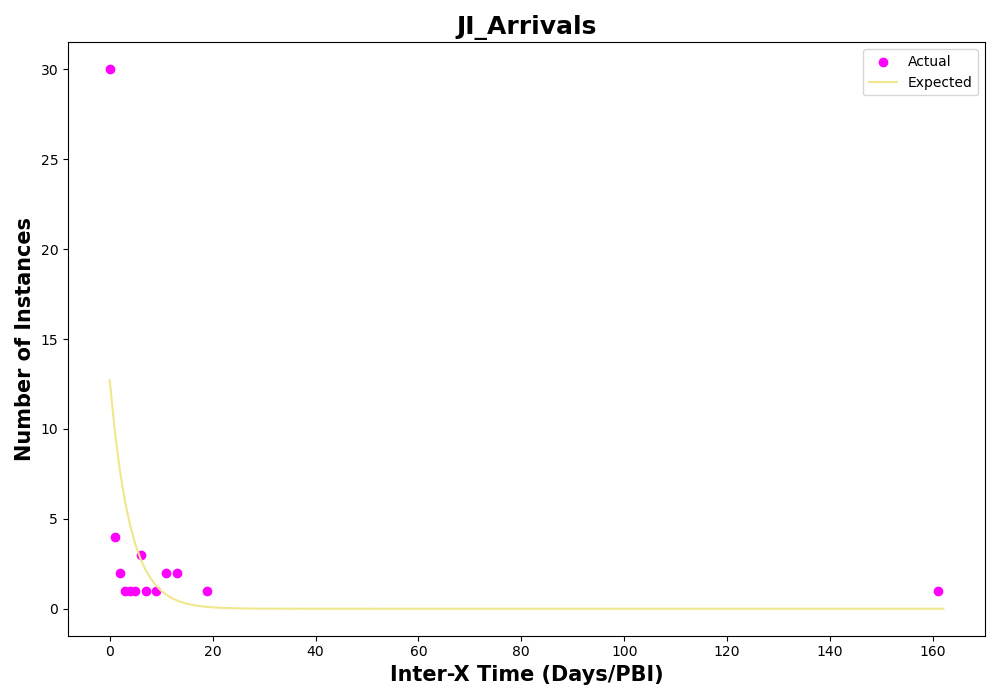 JI_Arrivals
Actual
Expected
Number of Instances
30
25
20
15
10
5
0
0 20 40 60 80 100 120 140 160
Inter-X Time (Days/PBI)